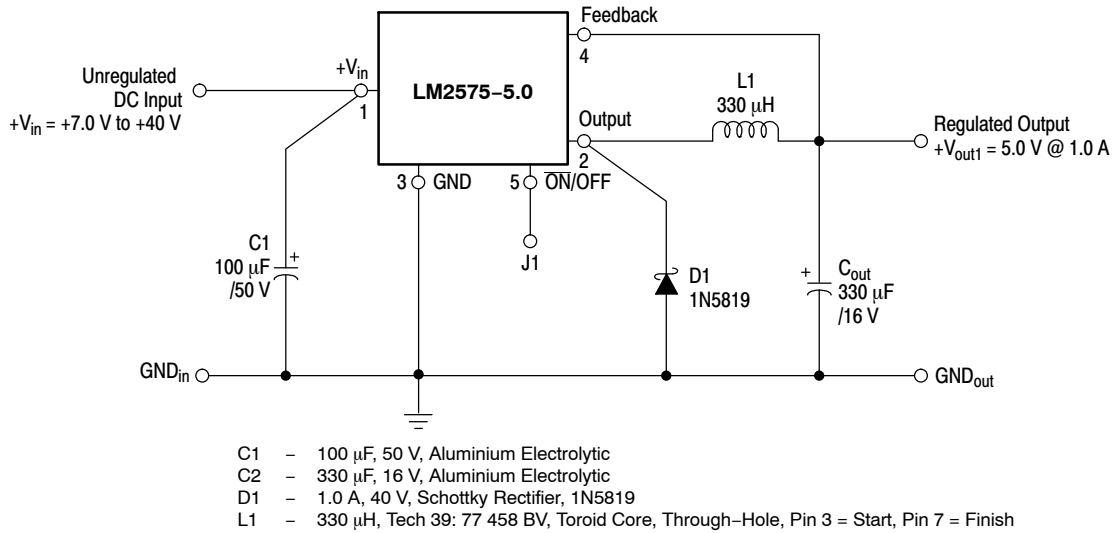 Feedback
4
Unregulated
DC Input
+Vin = +7.0 V to +40 V
+Vin
1
LM2575−5.0
L1
330 μH
Output
2
Regulated Output
+Vout1 = 5.0 V @ 1.0 A
3
GND
5
ON/OFF
J1
C1
100 μF
/50 V
+
D1
1N5819
+
Cout
330 μF
/16 V
GNDin
GNDout
C1 – 100 μF, 50 V, Aluminium Electrolytic
C2 – 330 μF, 16 V, Aluminium Electrolytic
D1 – 1.0 A, 40 V, Schottky Rectifier, 1N5819
L1 – 330 μH, Tech 39: 77 458 BV, Toroid Core, Through−Hole, Pin 3 = Start, Pin 7 = Finish